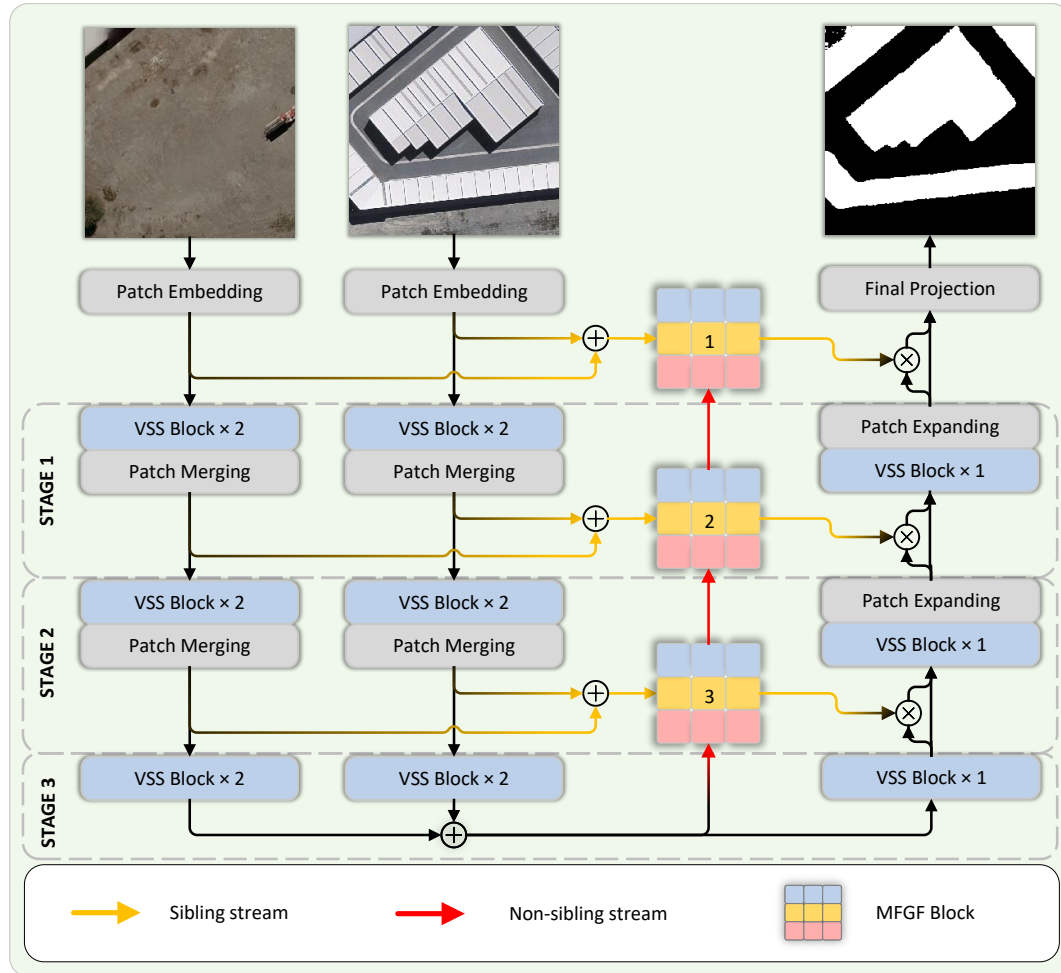 Patch Embedding
Patch Embedding
Final Projection
1
STAGE 1
VSS Block × 2
Patch Merging
VSS Block × 2
Patch Merging
2
Patch Expanding
VSS Block × 1
STAGE 2
VSS Block × 2
Patch Merging
VSS Block × 2
Patch Merging
3
Patch Expanding
VSS Block × 1
STAGE 3
VSS Block × 2
VSS Block × 2
VSS Block × 1
Sibling stream
Non-sibling stream
MFGF Block